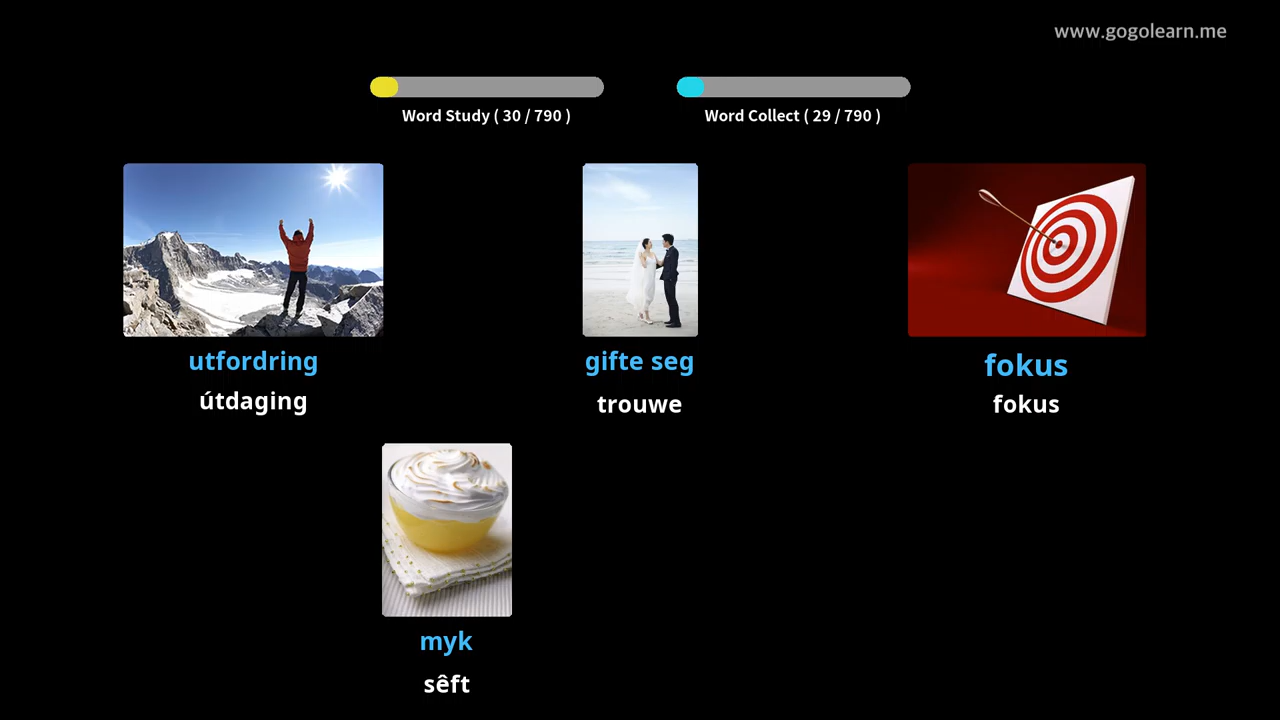 www.gogolearn.me
Word Study ( 30 / 790 )
Word Collect ( 29 / 790 )
utfordring
útdaging
gifte seg
trouwe
fokus
fokus
myk
sêft